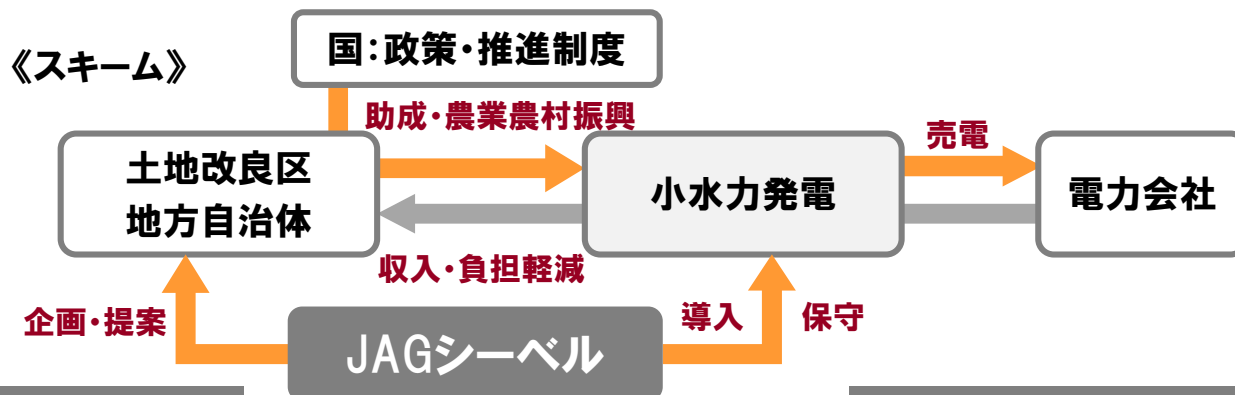 《スキーム》
国:政策・推進制度
助成・農業農村振興
売電
土地改良区
地方自治体
小水力発電
電力会社
収入・負担軽減
企画・提案
導入
保守
JAGシーベル